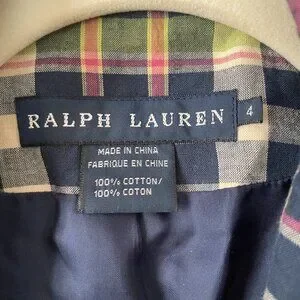 RALPH LAUREN
4
MADE IN CHINA
FABRIQUE EN CHINE
100% COTTON/
100% COTON